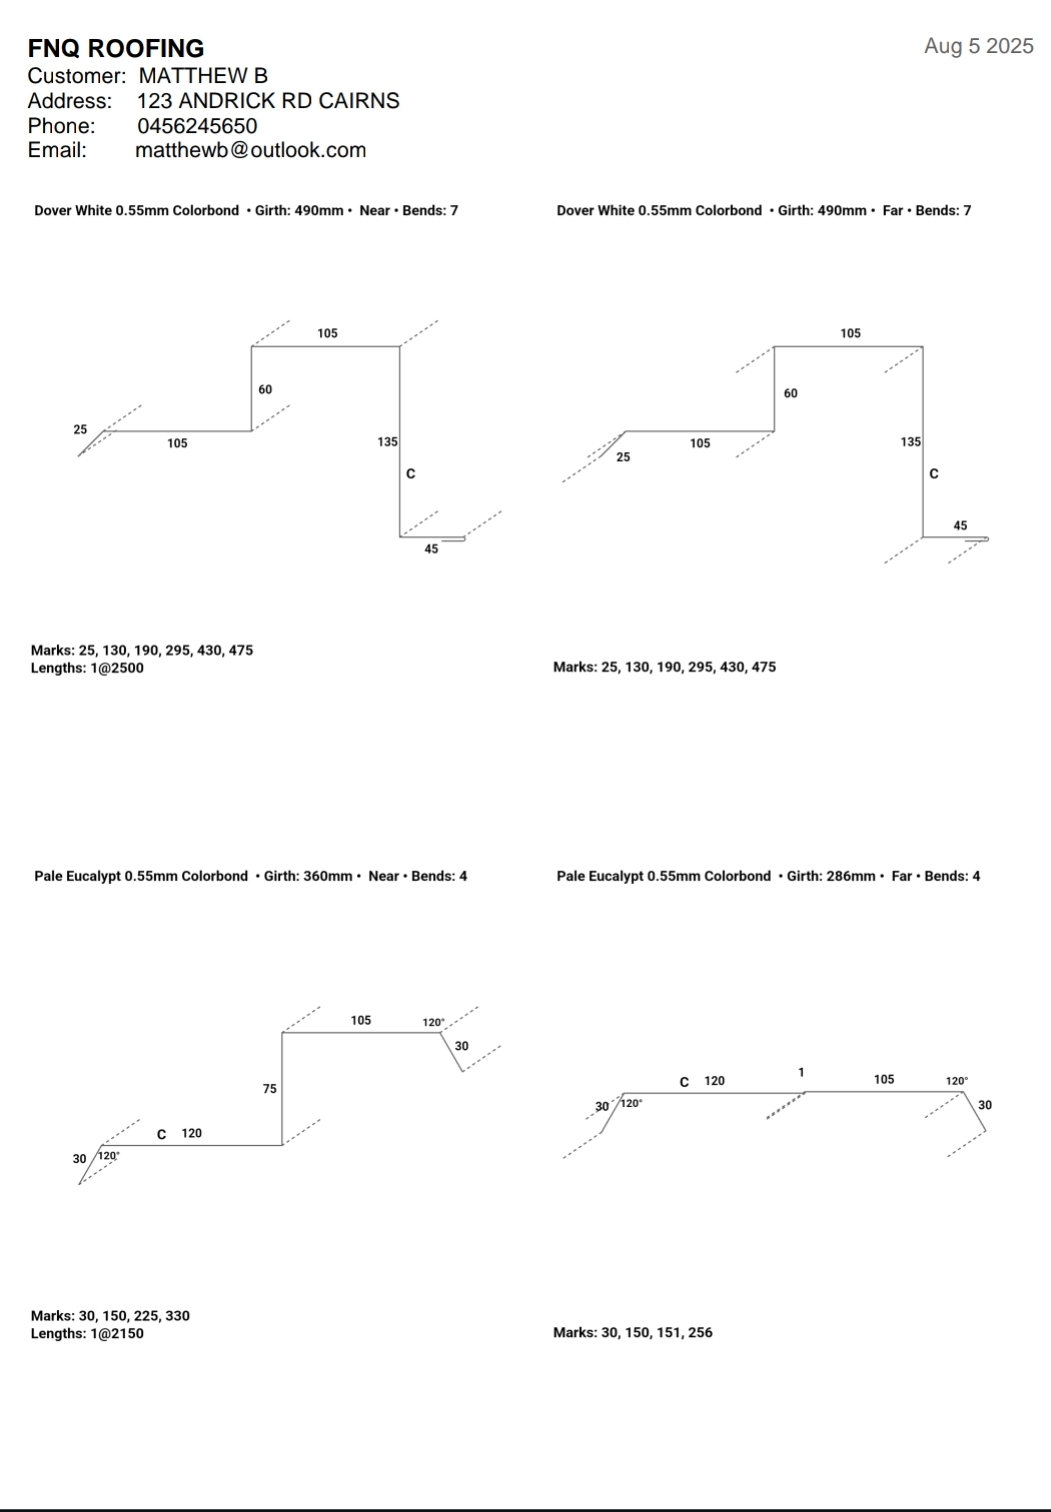 FNQ ROOFING
Aug 5 2025
Customer: MATTHEW B
Address: 123 ANDRICK RD CAIRNS
Phone: 0456245650
Email: matthewb@outlook.com
Dover White 0.55mm Colorbond • Girth: 490mm • Near • Bends: 7
105
60
25
105
135
C
45
Marks: 25, 130, 190, 295, 430, 475
Lengths: 1@2500
Dover White 0.55mm Colorbond • Girth: 490mm • Far • Bends: 7
105
60
105
135
25
C
45
Marks: 25, 130, 190, 295, 430, 475
Pale Eucalypt 0.55mm Colorbond • Girth: 360mm • Near • Bends: 4
105
120°
30
75
C 120
30
120°
Marks: 30, 150, 225, 330
Lengths: 1@2150
Pale Eucalypt 0.55mm Colorbond • Girth: 286mm • Far • Bends: 4
1
C 120
105
120°
30
120°
30
Marks: 30, 150, 151, 256